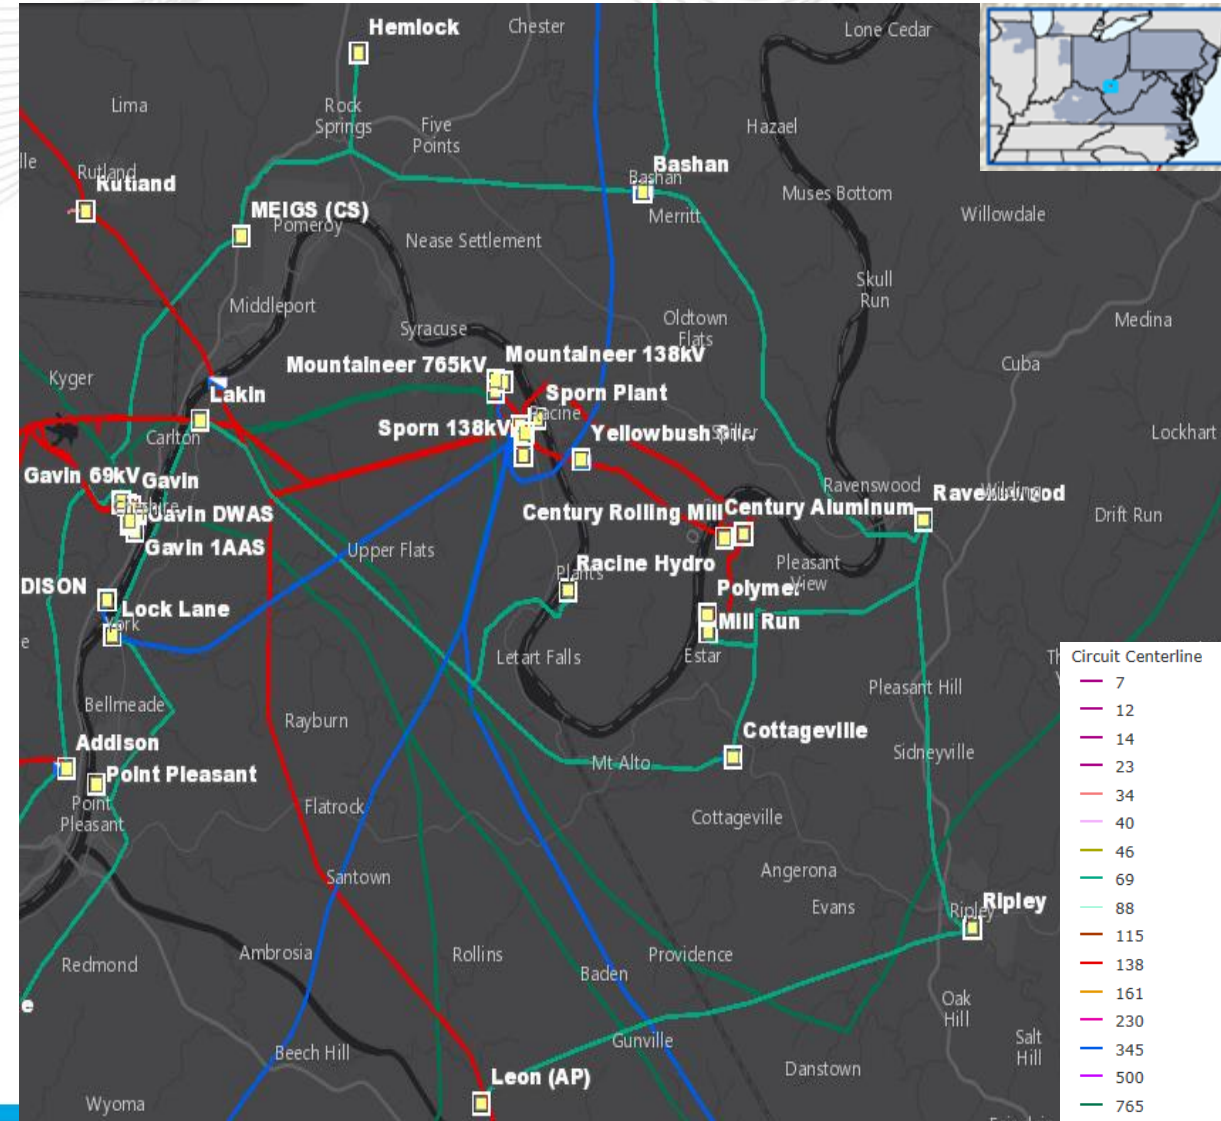 Hemlock
Chester
Lone Cedar
Lima
Rock
Springs
Five
Points
Hazael
lle
Rutland
Rutland
Bashan
Bashan
Muses Bottom
MEIGS (CS)
Pomeroy
Merritt
Willowdale
Nease Settlement
Skull
Run
Middleport
Oldtown
Flats
Syracuse
Medina
Mountaineer 765kV
Mountaineer 138kV
Cuba
Kyger
Lakin
Sporn Plant
Racine
Carlton
Sporn 138kV
Yellowbush
Lockhart
Gavin 69kV
Gavin
Ravenswood
Ravenswood
Wilding
Cheshire
Gavin DWAS
Century Rolling Mill
Century Aluminum
Drift Run
Gavin 1AAS
Upper Flats
Racine Hydro
Plants
Pleasant
View
DISON
Lock Lane
York
Polymer
Mill Run
e
Letart Falls
Estar
Th
Circuit Centerline
7
12
14
23
34
40
46
69
88
115
138
161
230
345
500
765
Bellmeade
Rayburn
Pleasant Hill
Addison
Cottageville
Sidneyville
Point Pleasant
Mt Alto
Point
Pleasant
Flatrock
Cottageville
Santown
Angerona
Evans
Ripley
Ripley
Ambrosia
Rollins
Providence
Redmond
Baden
e
Oak
Hill
Gunville
Salt
Hill
Beech Hill
Danstown
Leon (AP)
Wyoma